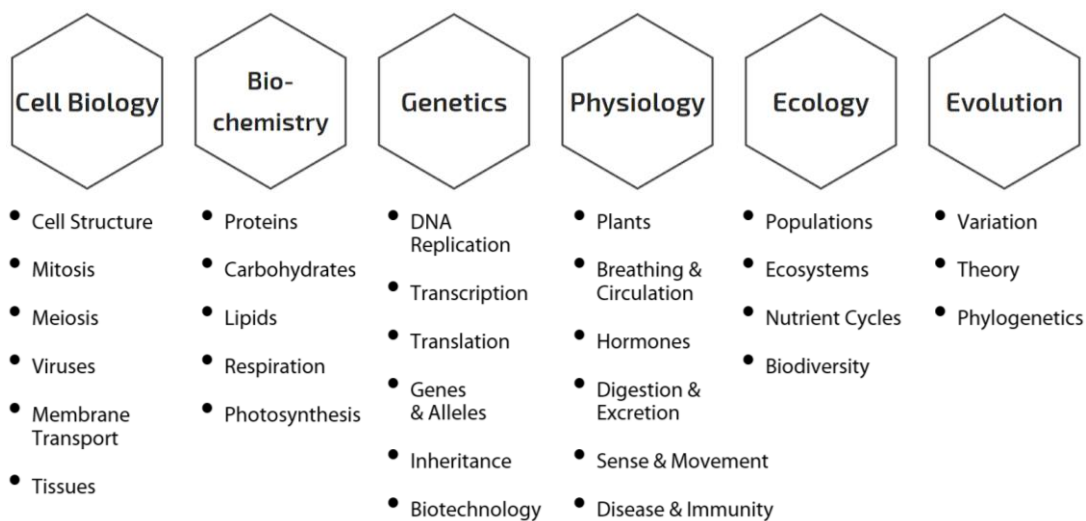 Cell Biology
Bio-
chemistry
Genetics
Physiology
Ecology
Evolution
• Cell Structure
• Mitosis
• Meiosis
• Viruses
• Membrane
Transport
• Tissues
• Proteins
• Carbohydrates
• Lipids
• Respiration
• Photosynthesis
• DNA
Replication
• Transcription
• Translation
• Genes
& Alleles
• Inheritance
• Biotechnology
• Plants
• Breathing &
Circulation
• Hormones
• Digestion &
Excretion
• Sense & Movement
• Disease & Immunity
• Populations
• Ecosystems
• Nutrient Cycles
• Biodiversity
• Variation
• Theory
• Phylogenetics